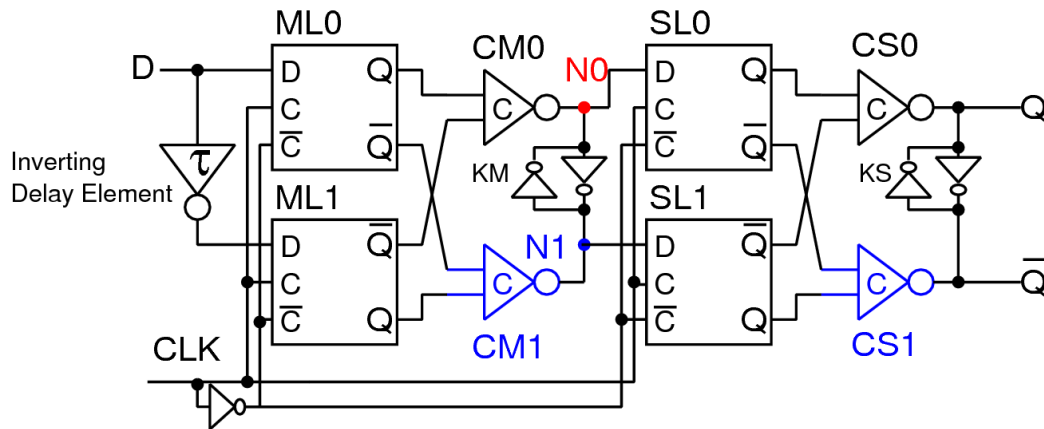 ML0
CM0
SL0
CS0
D
D
Q
C
C
C̅
Q̅
N0
D
Q
C
C
C̅
Q̅
Q
τ
Inverting
Delay Element
KM
KS
ML1
D
Q̅
C
C̅
Q
N1
C
CM1
SL1
D
Q̅
C
C̅
Q
C
CS1
Q̅
CLK